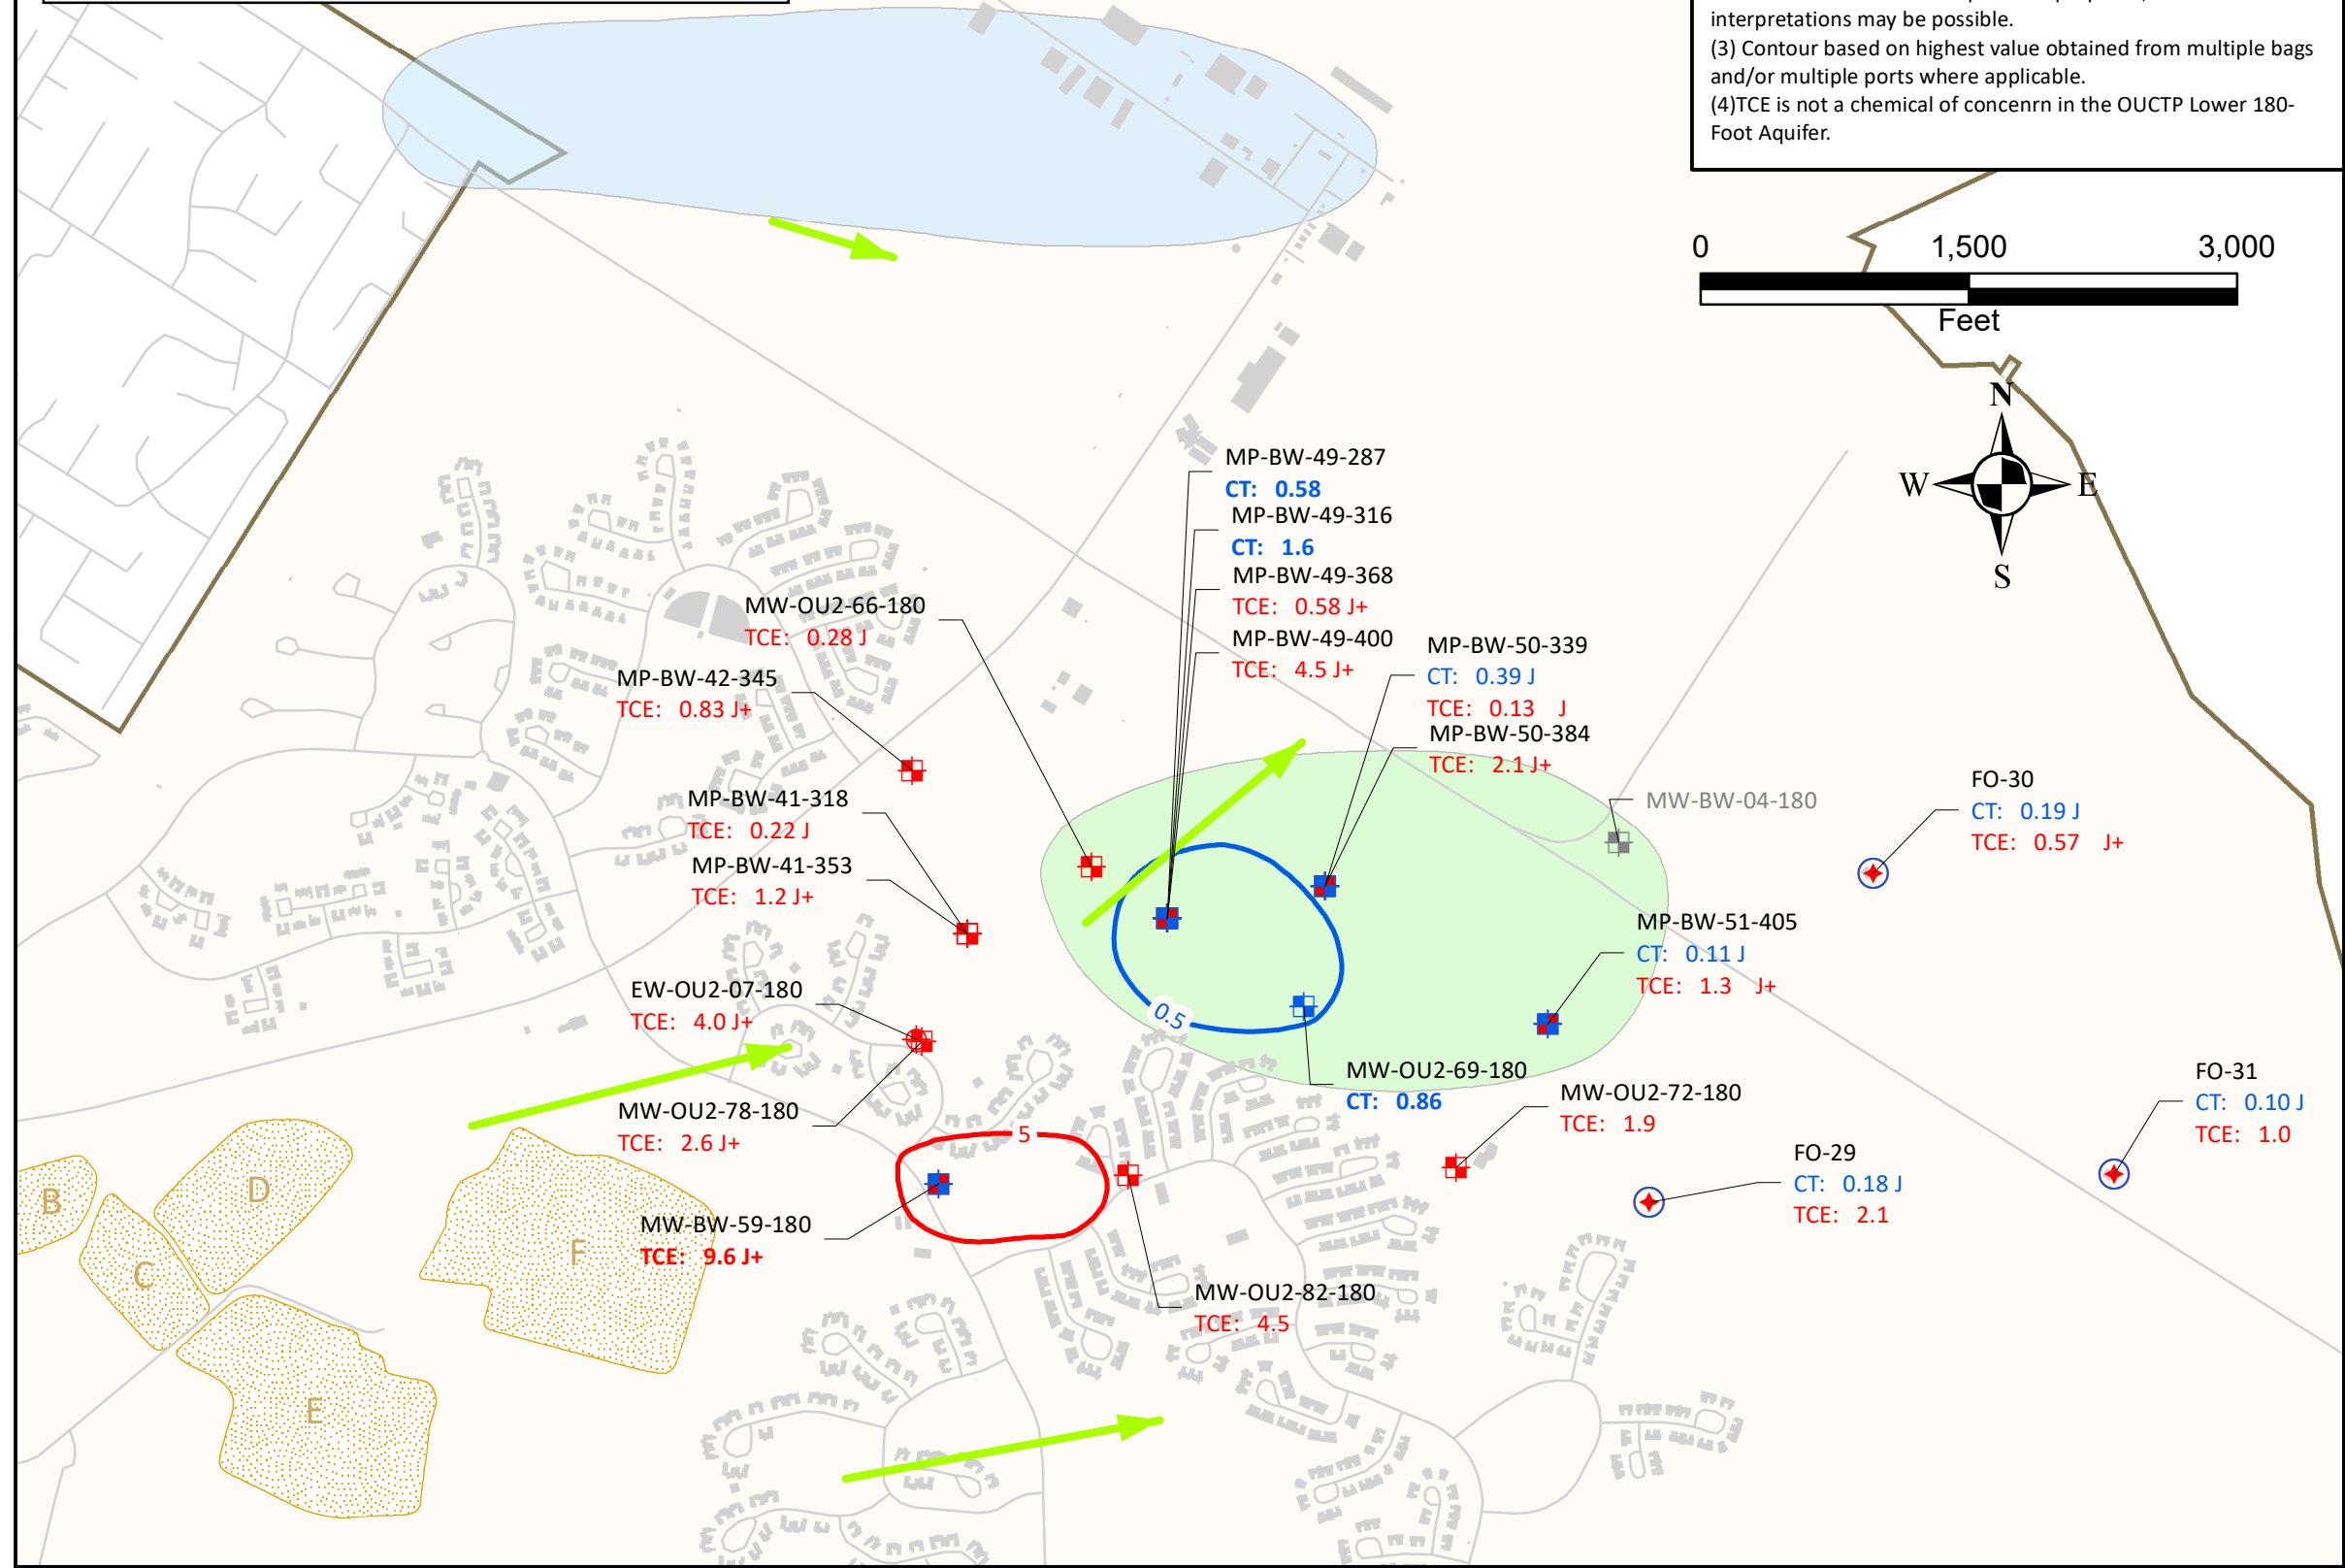 interpretations may be possible.
(3) Contour based on highest value obtained from multiple bags
and/or multiple ports where applicable.
(4)TCE is not a chemical of concenrn in the OUCTP Lower 180-
Foot Aquifer.
0 1,500 3,000
Feet
N
W E
S
MP-BW-49-287
CT: 0.58
MP-BW-49-316
CT: 1.6
MP-BW-49-368
TCE: 0.58 J+
MP-BW-49-400
TCE: 4.5 J+
MW-OU2-66-180
TCE: 0.28 J
MP-BW-50-339
CT: 0.39 J
TCE: 0.13 J
MP-BW-50-384
TCE: 2.1 J+
MP-BW-42-345
TCE: 0.83 J+
MP-BW-41-318
TCE: 0.22 J
MP-BW-41-353
TCE: 1.2 J+
MW-BW-04-180
FO-30
CT: 0.19 J
TCE: 0.57 J+
MP-BW-51-405
CT: 0.11 J
TCE: 1.3 J+
EW-OU2-07-180
TCE: 4.0 J+
0.5
MW-OU2-69-180
CT: 0.86
MW-OU2-72-180
TCE: 1.9
FO-31
CT: 0.10 J
TCE: 1.0
MW-OU2-78-180
TCE: 2.6 J+
5
FO-29
CT: 0.18 J
TCE: 2.1
MW-BW-59-180
TCE: 9.6 J+
MW-OU2-82-180
TCE: 4.5
B
D
C
F
E